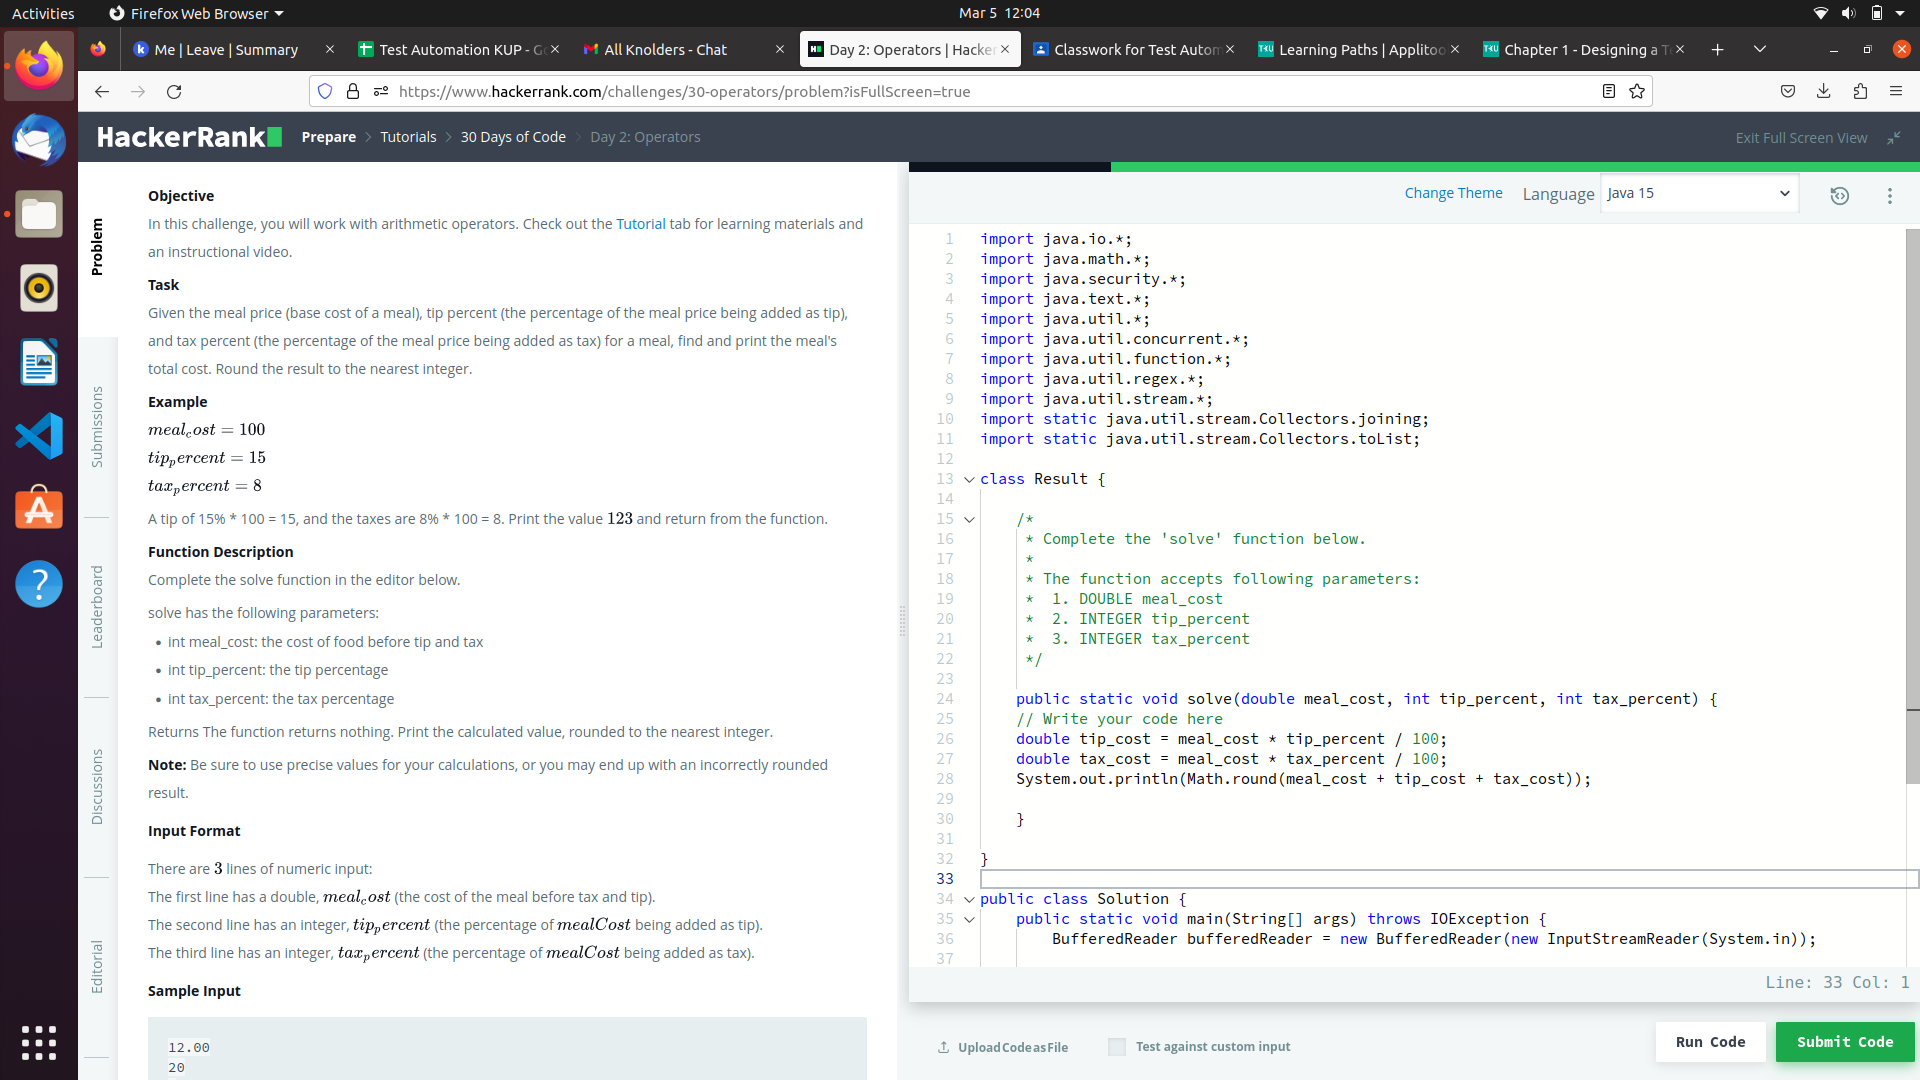 Activities
Firefox Web Browser
Mar 5 12:04
Me | Leave | Summary
Test Automation KUP - Go
All Knolders - Chat
Day 2: Operators | Hacker
Classwork for Test Autom
Learning Paths | Applitoo
Chapter 1 - Designing a Te
https://www.hackerrank.com/challenges/30-operators/problem?isFullScreen=true
HackerRank
Prepare > Tutorials > 30 Days of Code > Day 2: Operators
Exit Full Screen View
Problem
Submissions
Leaderboard
Discussions
Editorial
Objective
In this challenge, you will work with arithmetic operators. Check out the Tutorial tab for learning materials and
an instructional video.
Task
Given the meal price (base cost of a meal), tip percent (the percentage of the meal price being added as tip),
and tax percent (the percentage of the meal price being added as tax) for a meal, find and print the meal's
total cost. Round the result to the nearest integer.
Example
meal_cost = 100
tip_percent = 15
tax_percent = 8
A tip of 15% * 100 = 15, and the taxes are 8% * 100 = 8. Print the value 123 and return from the function.
Function Description
Complete the solve function in the editor below.
solve has the following parameters:
• int meal_cost: the cost of food before tip and tax
• int tip_percent: the tip percentage
• int tax_percent: the tax percentage
Returns The function returns nothing. Print the calculated value, rounded to the nearest integer.
Note: Be sure to use precise values for your calculations, or you may end up with an incorrectly rounded
result.
Input Format
There are 3 lines of numeric input:
The first line has a double, meal_cost (the cost of the meal before tax and tip).
The second line has an integer, tip_percent (the percentage of mealCost being added as tip).
The third line has an integer, tax_percent (the percentage of mealCost being added as tax).
Sample Input
12.00
20
Change Theme
Language
Java 15
1 import java.io.*;
2 import java.math.*;
3 import java.security.*;
4 import java.text.*;
5 import java.util.*;
6 import java.util.concurrent.*;
7 import java.util.function.*;
8 import java.util.regex.*;
9 import java.util.stream.*;
10 import static java.util.stream.Collectors.joining;
11 import static java.util.stream.Collectors.toList;
12
13 class Result {
14
15 /*
16 * Complete the 'solve' function below.
17 *
18 * The function accepts following parameters:
19 * 1. DOUBLE meal_cost
20 * 2. INTEGER tip_percent
21 * 3. INTEGER tax_percent
22 */
23
24 public static void solve(double meal_cost, int tip_percent, int tax_percent) {
25 // Write your code here
26 double tip_cost = meal_cost * tip_percent / 100;
27 double tax_cost = meal_cost * tax_percent / 100;
28 System.out.println(Math.round(meal_cost + tip_cost + tax_cost));
29
30 }
31
32 }
33
34 public class Solution {
35 public static void main(String[] args) throws IOException {
36 BufferedReader bufferedReader = new BufferedReader(new InputStreamReader(System.in));
37
Line: 33 Col: 1
Upload Code as File
Test against custom input
Run Code
Submit Code